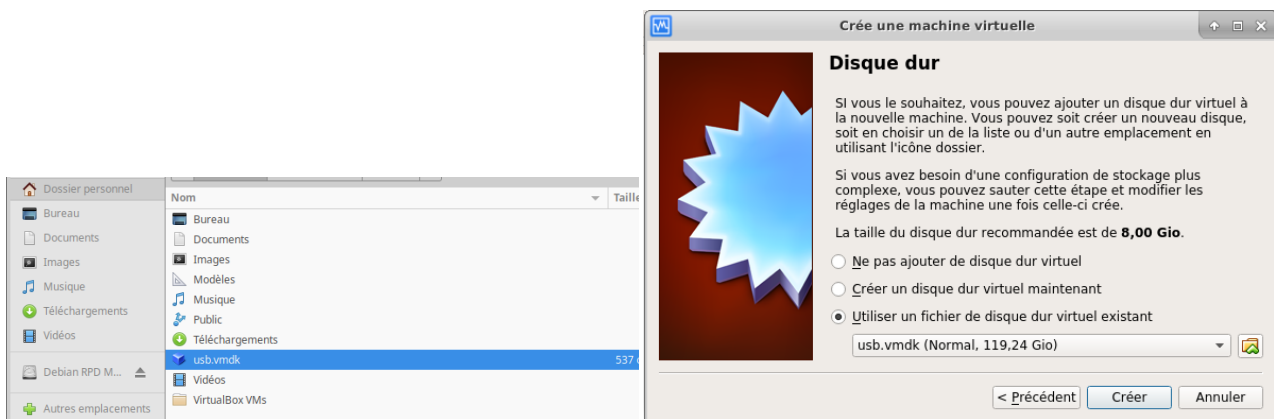 Dossier personnel
Bureau
Documents
Images
Musique
Téléchargements
Vidéos
Debian RPD M...
Autres emplacements
Nom
Taille
Bureau
Documents
Images
Modèles
Musique
Public
Téléchargements
usb.vmdk
537
Vidéos
VirtualBox VMs
Crée une machine virtuelle
Disque dur
SI vous le souhaitez, vous pouvez ajouter un disque dur virtuel à
la nouvelle machine. Vous pouvez soit créer un nouveau disque,
soit en choisir un de la liste ou d'un autre emplacement en
utilisant l'icône dossier.
Si vous avez besoin d'une configuration de stockage plus
complexe, vous pouvez sauter cette étape et modifier les
réglages de la machine une fois celle-ci crée.
La taille du disque dur recommandée est de 8,00 Gio.
Ne pas ajouter de disque dur virtuel
Créer un disque dur virtuel maintenant
Utiliser un fichier de disque dur virtuel existant
usb.vmdk (Normal, 119,24 Gio)
< Précédent
Créer
Annuler